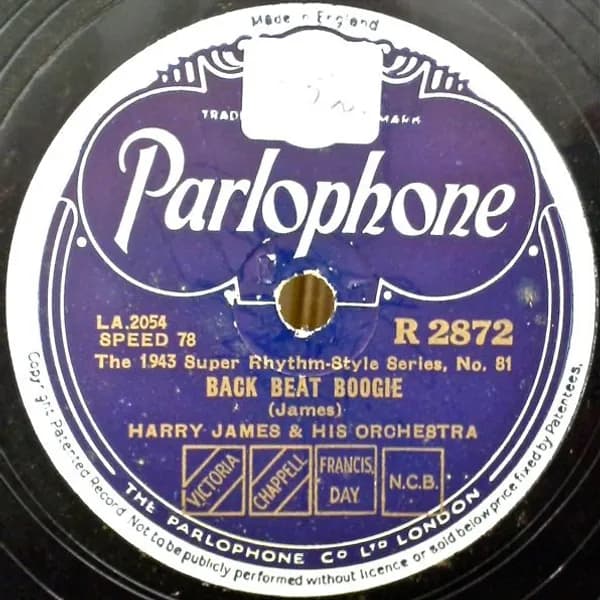 Made in England
TRADE MARK
Parlophone
LA.2054
SPEED 78
R 2872
The 1943 Super Rhythm-Style Series, No. 81
BACK BEAT BOOGIE
(James)
HARRY JAMES & HIS ORCHESTRA
VICTORIA
CHAPPELL
FRANCIS, DAY
N.C.B.
THE PARLOPHONE CO LTD LONDON
Copyright Patented Record Not to be publicly performed without licence or sold below price fixed by Patentees.